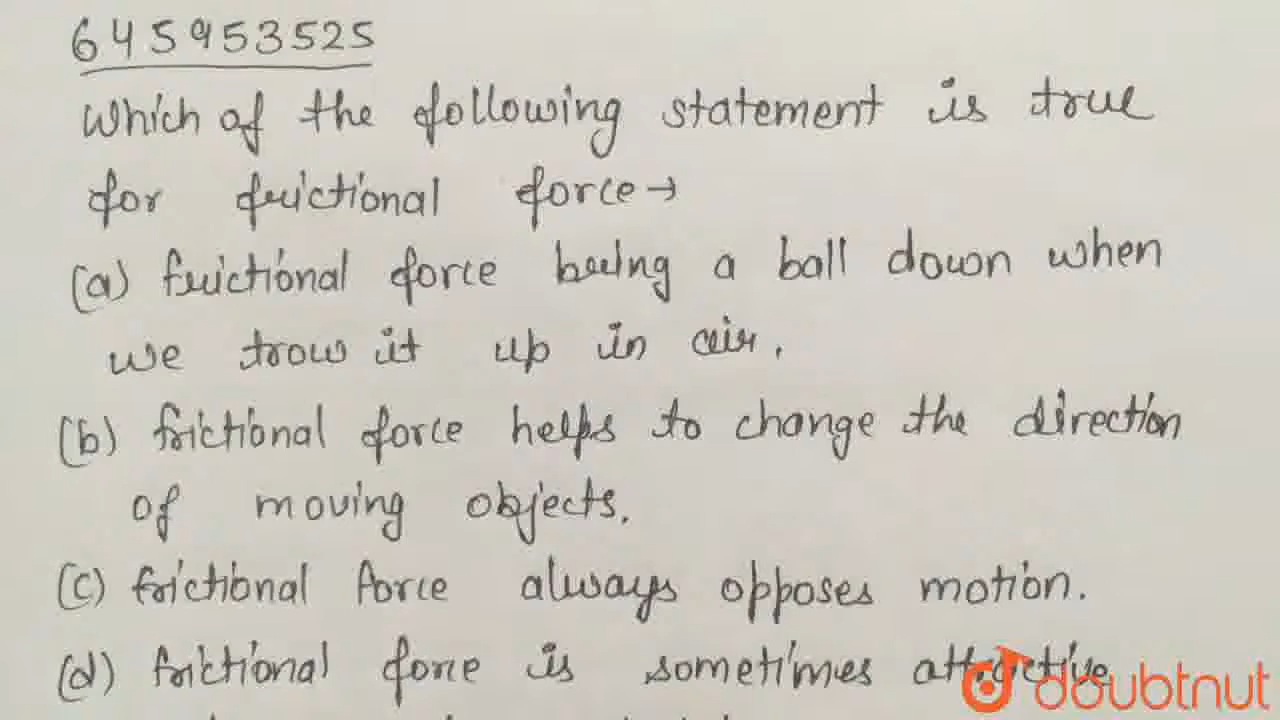 645953525
Which of the following statement is true
for frictional force→
(a) frictional force being a ball down when
we trow it up in air.
(b) frictional force helps to change the direction
of moving objects.
(c) frictional force always opposes motion.
(d) frictional force is sometimes attractive
doubtnut